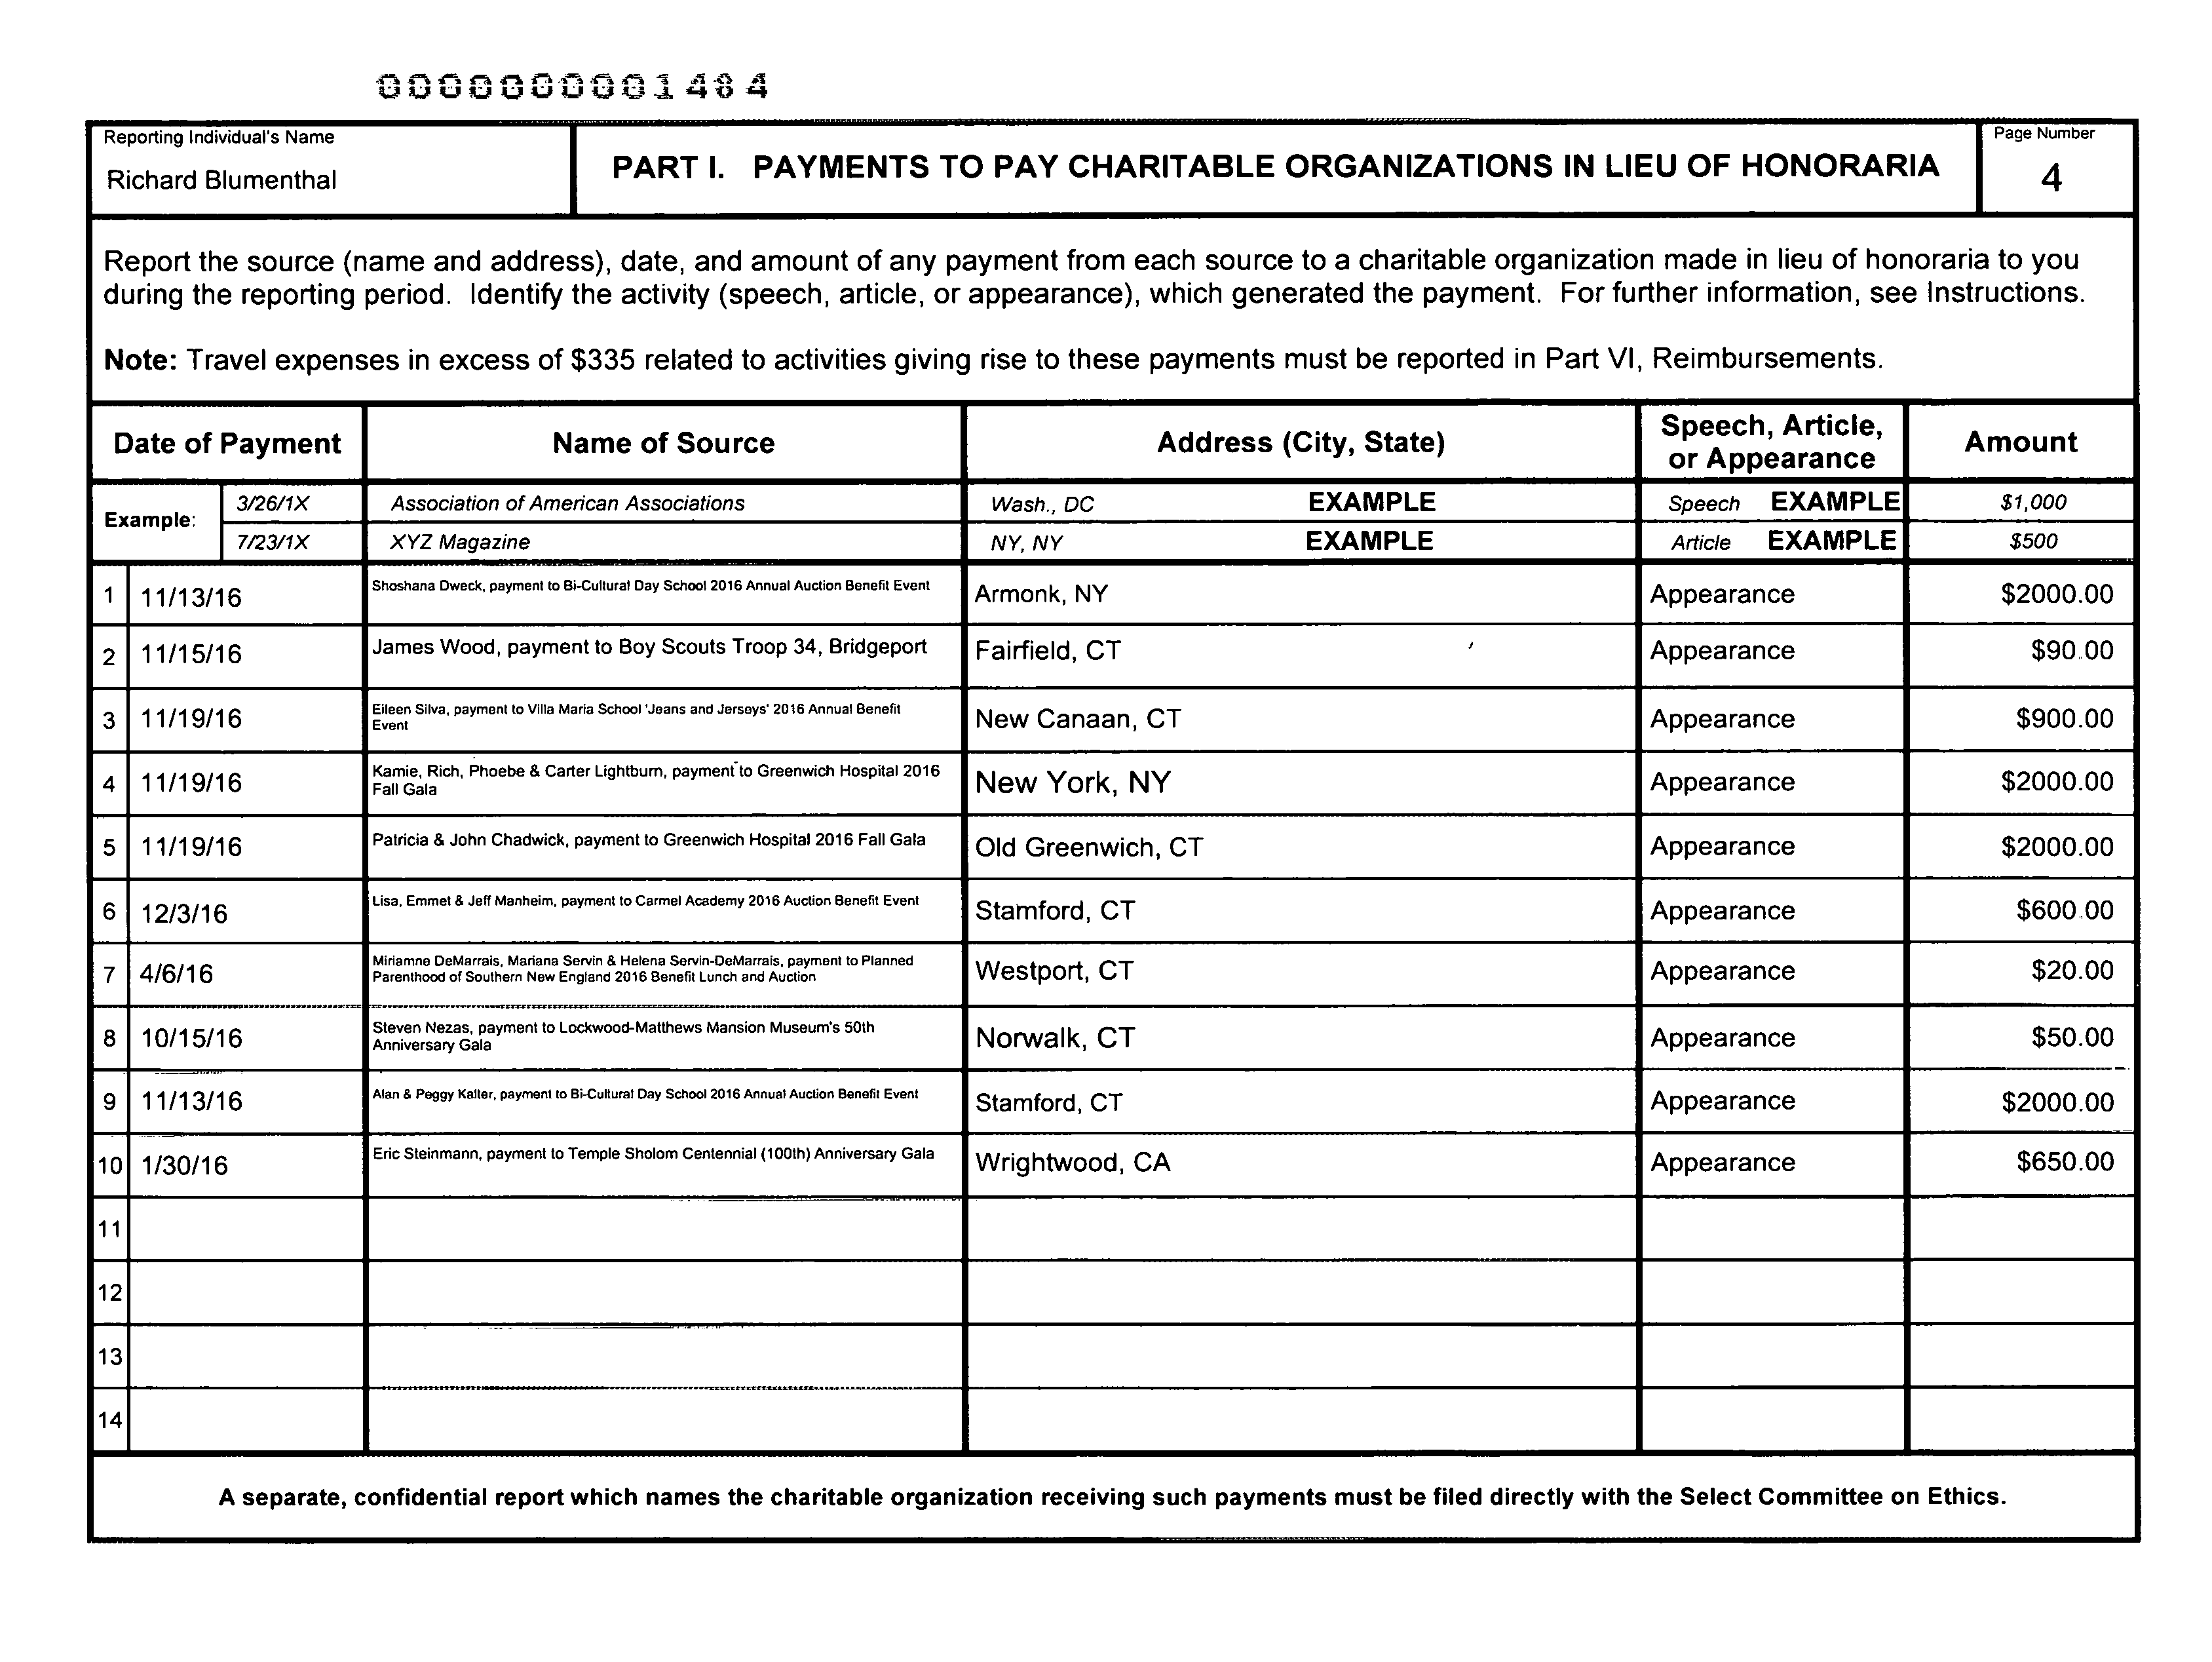 0000000001484
Reporting Individual's Name
Richard Blumenthal
PART I. PAYMENTS TO PAY CHARITABLE ORGANIZATIONS IN LIEU OF HONORARIA
Page Number
4
Report the source (name and address), date, and amount of any payment from each source to a charitable organization made in lieu of honoraria to you
during the reporting period. Identify the activity (speech, article, or appearance), which generated the payment. For further information, see Instructions.
Note: Travel expenses in excess of $335 related to activities giving rise to these payments must be reported in Part VI, Reimbursements.
Date of Payment
Name of Source
Address (City, State)
Speech, Article,
or Appearance
Amount
Example:
3/26/1X Association of American Associations Wash., DC EXAMPLE Speech EXAMPLE $1,000
7/23/1X XYZ Magazine NY, NY EXAMPLE Article EXAMPLE $500
1 11/13/16 Shoshana Dweck, payment to Bi-Cultural Day School 2016 Annual Auction Benefit Event Armonk, NY Appearance $2000.00
2 11/15/16 James Wood, payment to Boy Scouts Troop 34, Bridgeport Fairfield, CT Appearance $90.00
3 11/19/16 Eileen Silva, payment to Villa Maria School 'Jeans and Jerseys' 2016 Annual Benefit
Event New Canaan, CT Appearance $900.00
4 11/19/16 Kamie, Rich, Phoebe & Carter Lightburn, payment to Greenwich Hospital 2016
Fall Gala New York, NY Appearance $2000.00
5 11/19/16 Patricia & John Chadwick, payment to Greenwich Hospital 2016 Fall Gala Old Greenwich, CT Appearance $2000.00
6 12/3/16 Lisa, Emmet & Jeff Manheim, payment to Carmel Academy 2016 Auction Benefit Event Stamford, CT Appearance $600.00
7 4/6/16 Miriamne DeMarrais, Mariana Servin & Helena Servin-DeMarrais, payment to Planned
Parenthood of Southern New England 2016 Benefit Lunch and Auction Westport, CT Appearance $20.00
8 10/15/16 Steven Nezas, payment to Lockwood-Matthews Mansion Museum's 50th
Anniversary Gala Norwalk, CT Appearance $50.00
9 11/13/16 Alan & Peggy Kalter, payment to Bi-Cultural Day School 2016 Annual Auction Benefit Event Stamford, CT Appearance $2000.00
10 1/30/16 Eric Steinmann, payment to Temple Sholom Centennial (100th) Anniversary Gala Wrightwood, CA Appearance $650.00
11
12
13
14
A separate, confidential report which names the charitable organization receiving such payments must be filed directly with the Select Committee on Ethics.